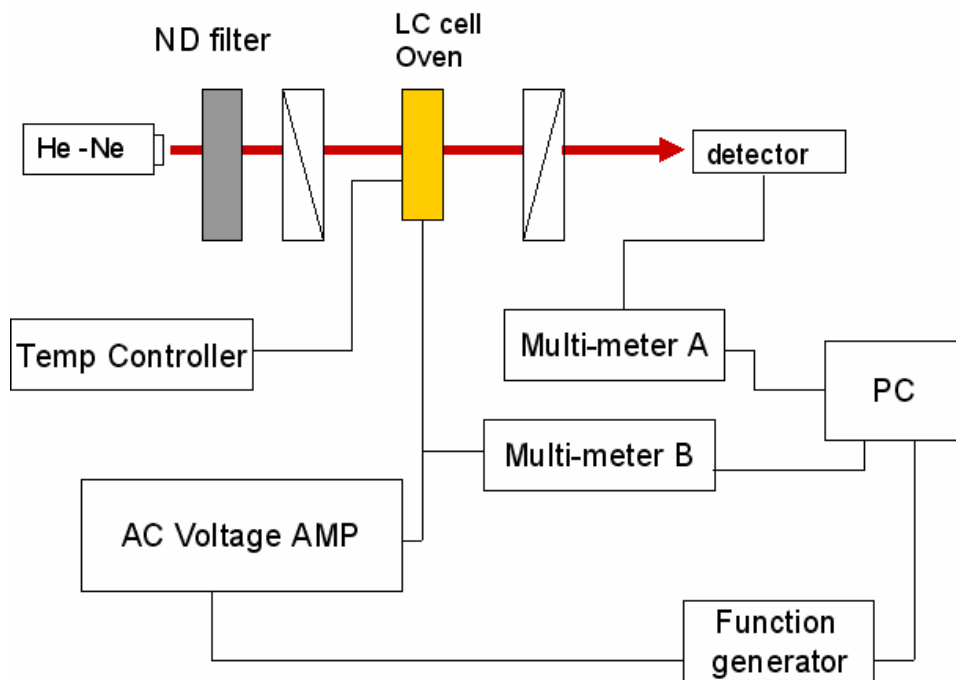 ND filter
LC cell
Oven
He -Ne
detector
Temp Controller
Multi-meter A
PC
Multi-meter B
AC Voltage AMP
Function
generator